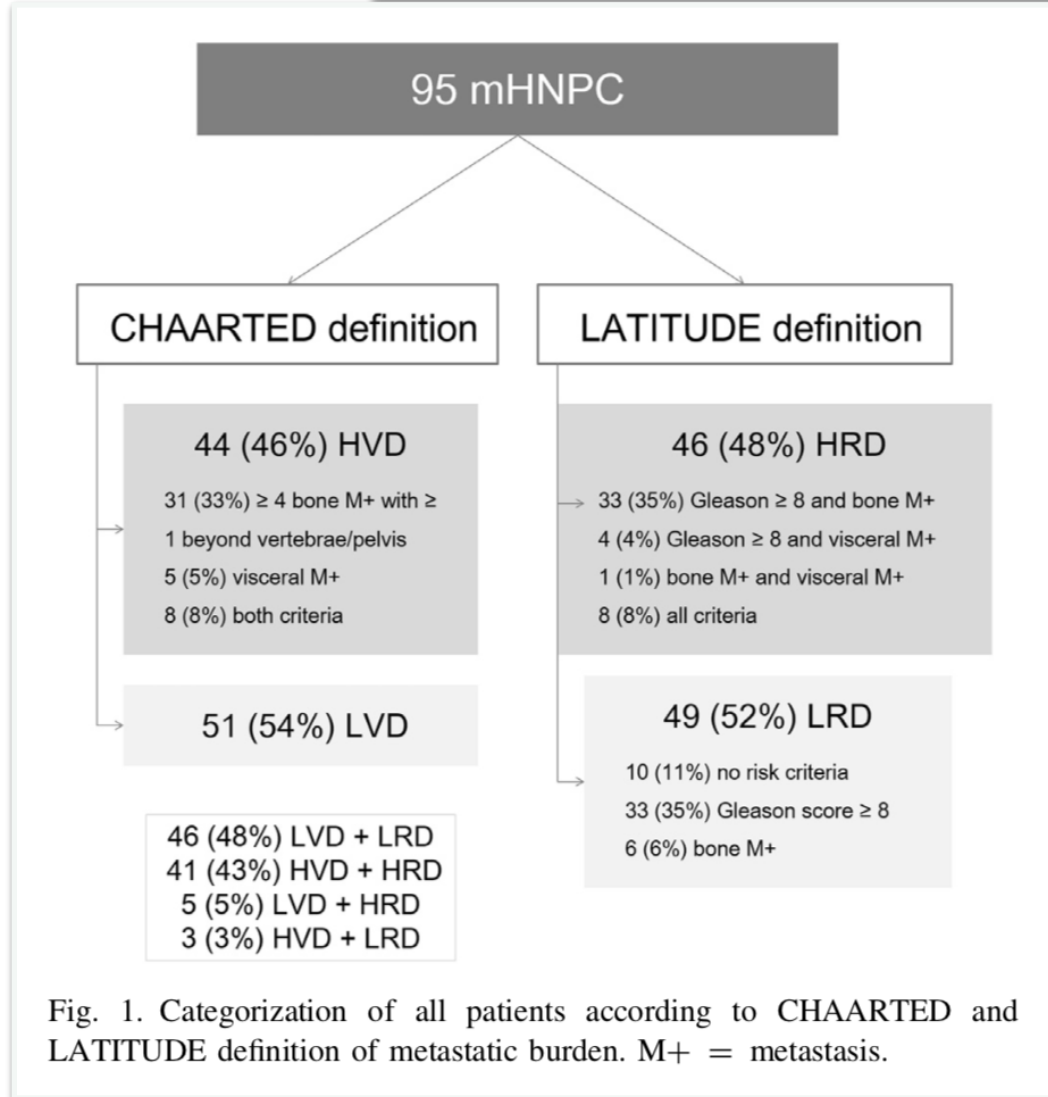 95 mHNPC
CHAARTED definition
44 (46%) HVD
31 (33%) ≥ 4 bone M+ with ≥
1 beyond vertebrae/pelvis
5 (5%) visceral M+
8 (8%) both criteria
51 (54%) LVD
46 (48%) LVD + LRD
41 (43%) HVD + HRD
5 (5%) LVD + HRD
3 (3%) HVD + LRD
LATITUDE definition
46 (48%) HRD
33 (35%) Gleason ≥ 8 and bone M+
4 (4%) Gleason ≥ 8 and visceral M+
1 (1%) bone M+ and visceral M+
8 (8%) all criteria
49 (52%) LRD
10 (11%) no risk criteria
33 (35%) Gleason score ≥ 8
6 (6%) bone M+
Fig. 1. Categorization of all patients according to CHAARTED and
LATITUDE definition of metastatic burden. M+ = metastasis.